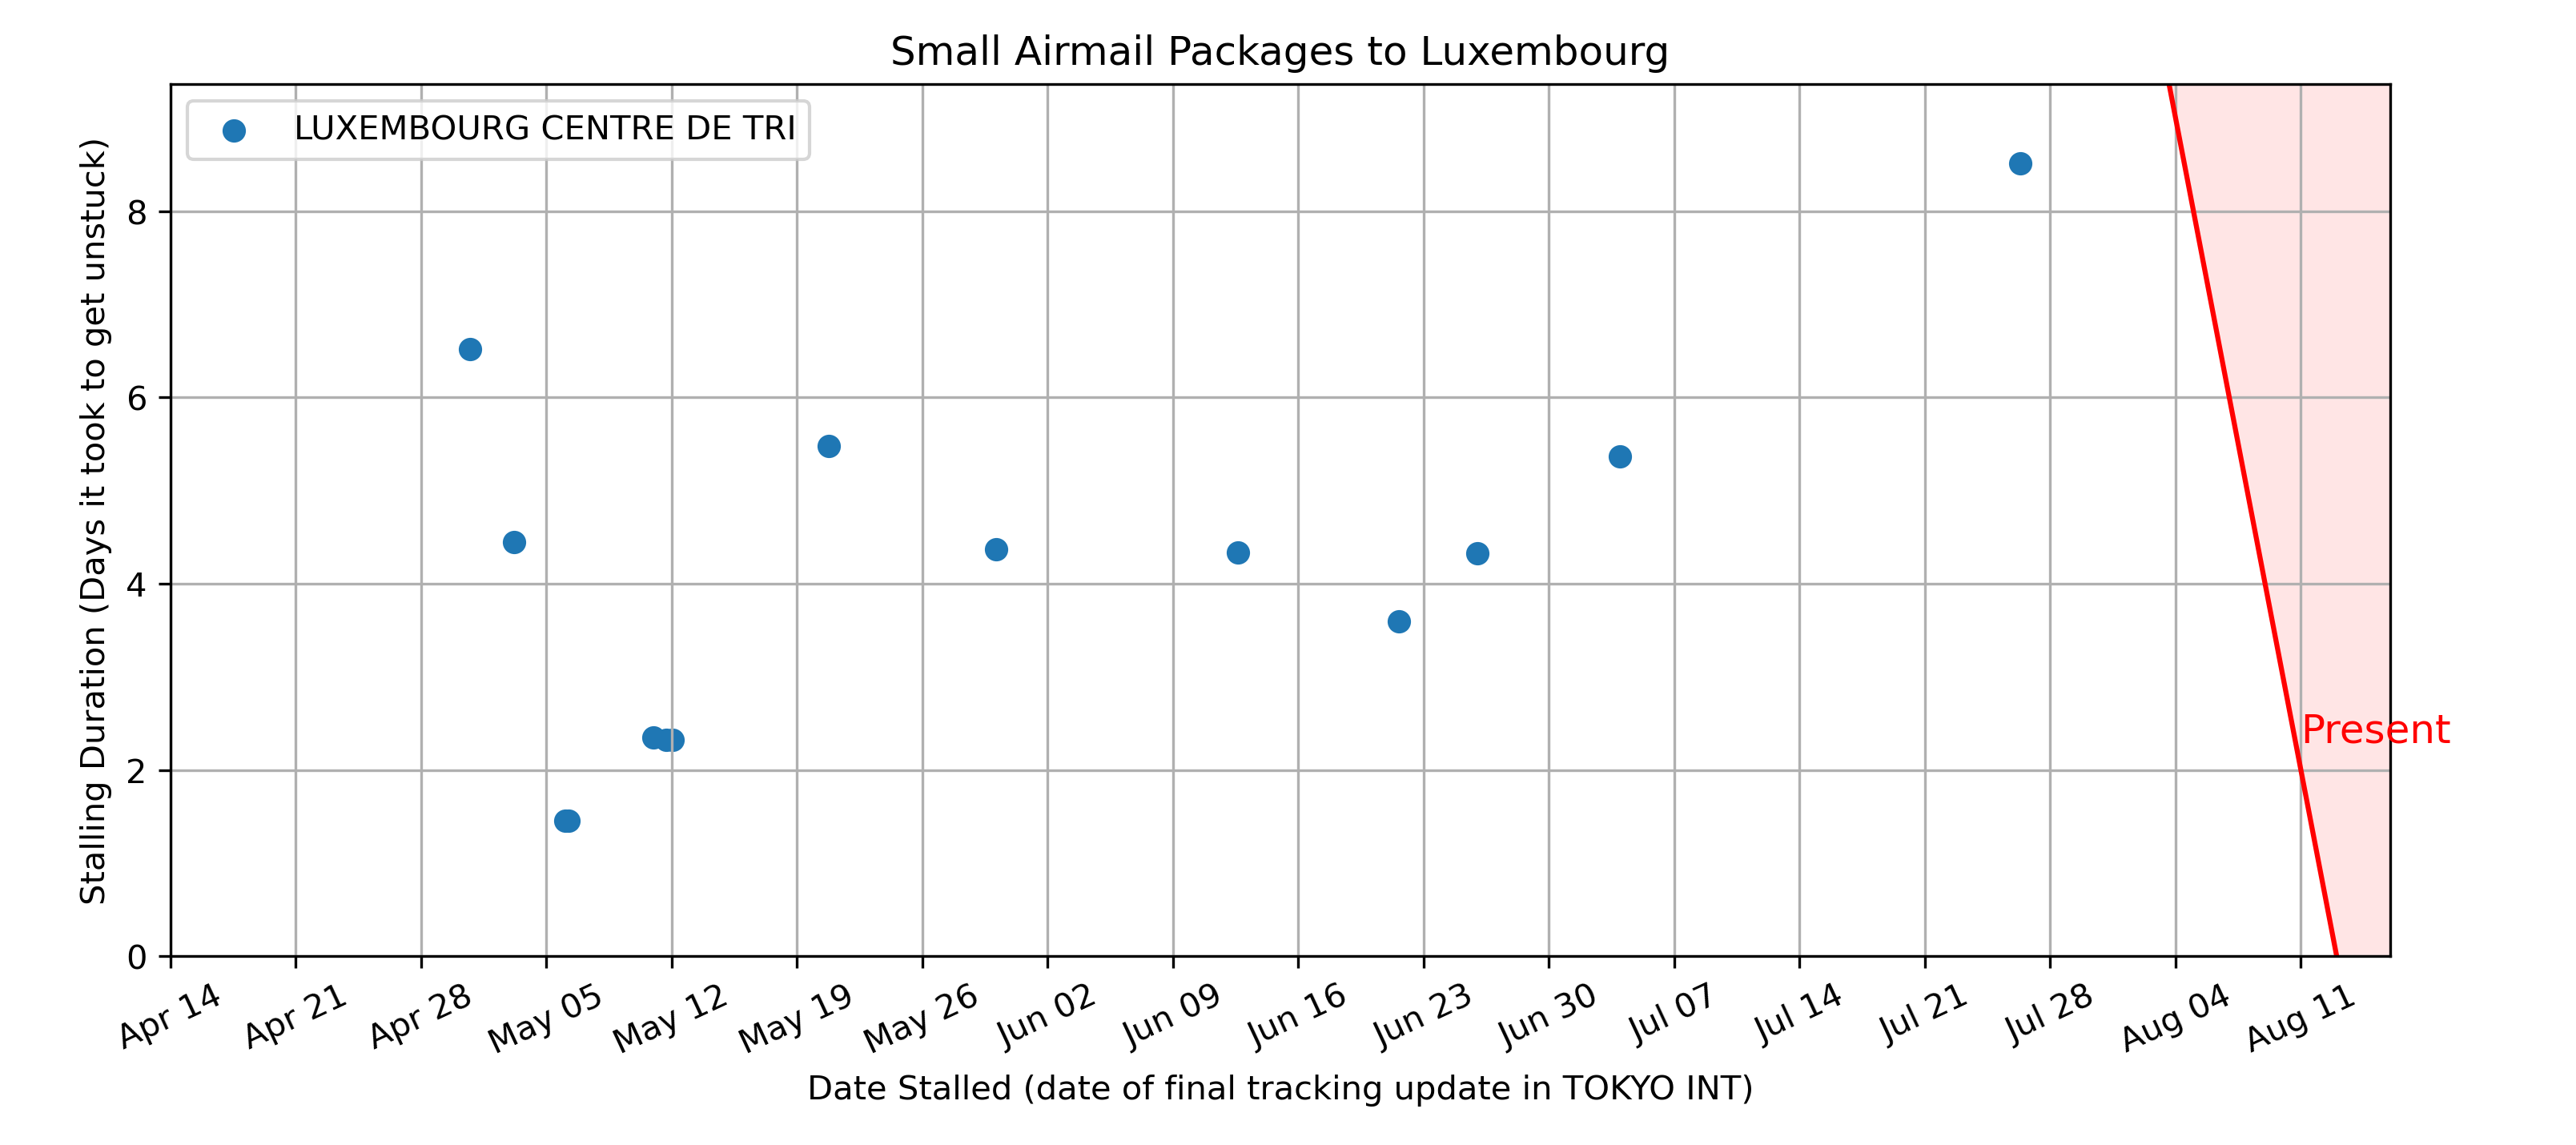 Small Airmail Packages to Luxembourg
LUXEMBOURG CENTRE DE TRI
Stalling Duration (Days it took to get unstuck)
8
6
4
2
0
Present
Apr 14
Apr 21
Apr 28
May 05
May 12
May 19
May 26
Jun 02
Jun 09
Jun 16
Jun 23
Jun 30
Jul 07
Jul 14
Jul 21
Jul 28
Aug 04
Aug 11
Date Stalled (date of final tracking update in TOKYO INT)